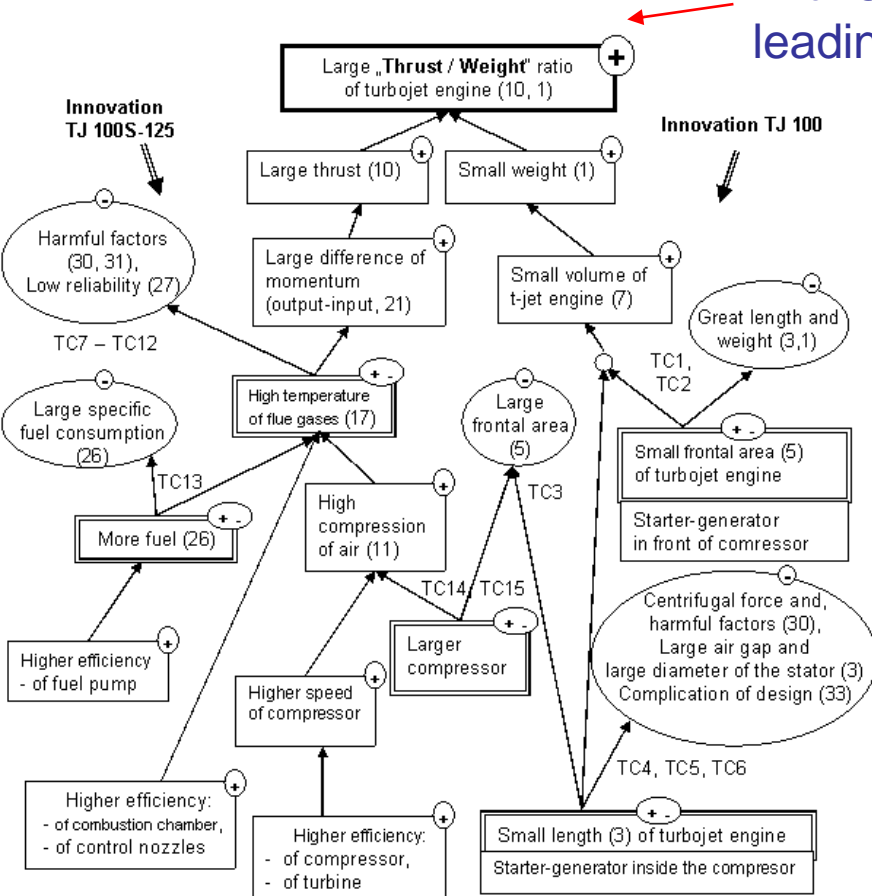 leadin
Large „Thrust / Weight" ratio
of turbojet engine (10, 1)
+
Innovation
TJ 100S-125
Innovation TJ 100
Large thrust (10)
+
Small weight (1)
+
-
Harmful factors
(30, 31),
Low reliability (27)
Large difference of
momentum
(output-input, 21)
+
Small volume of
t-jet engine (7)
+
-
Great length and
weight (3,1)
TC7 – TC12
TC1,
TC2
-
Large specific
fuel consumption
(26)
+ -
High temperature
of flue gases (17)
-
Large
frontal area
(5)
+ -
Small frontal area (5)
of turbojet engine
Starter-generator
in front of comressor
TC13
TC3
+ -
More fuel (26)
+
High
compression
of air (11)
TC14, TC15
-
Centrifugal force and,
harmful factors (30),
Large air gap and
large diameter of the stator (3)
Complication of design (33)
+ -
Larger
compressor
+
Higher efficiency
- of fuel pump
+
Higher speed
of compressor
TC4, TC5, TC6
+
Higher efficiency:
- of combustion chamber,
- of control nozzles
+
Higher efficiency:
- of compressor,
- of turbine
+ -
Small length (3) of turbojet engine
Starter-generator inside the compresor